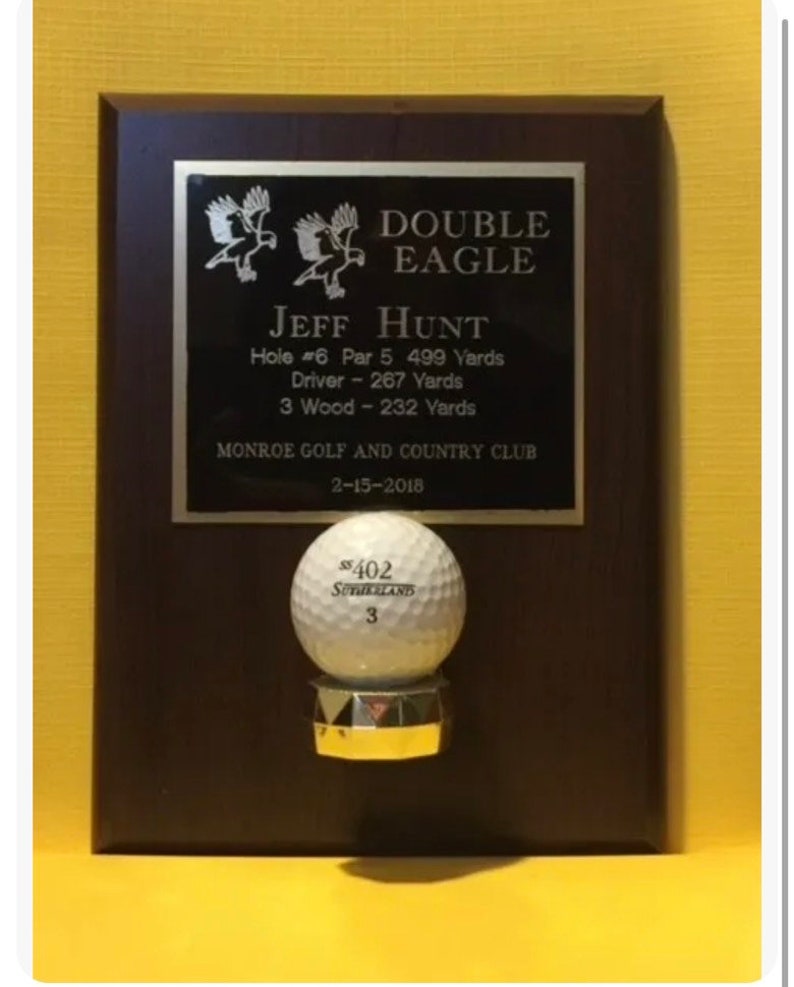 DOUBLE
EAGLE
JEFF HUNT
Hole #6 Par 5 499 Yards
Driver - 267 Yards
3 Wood - 232 Yards
MONROE GOLF AND COUNTRY CLUB
2-15-2018
SS402
SUTHERLAND
3